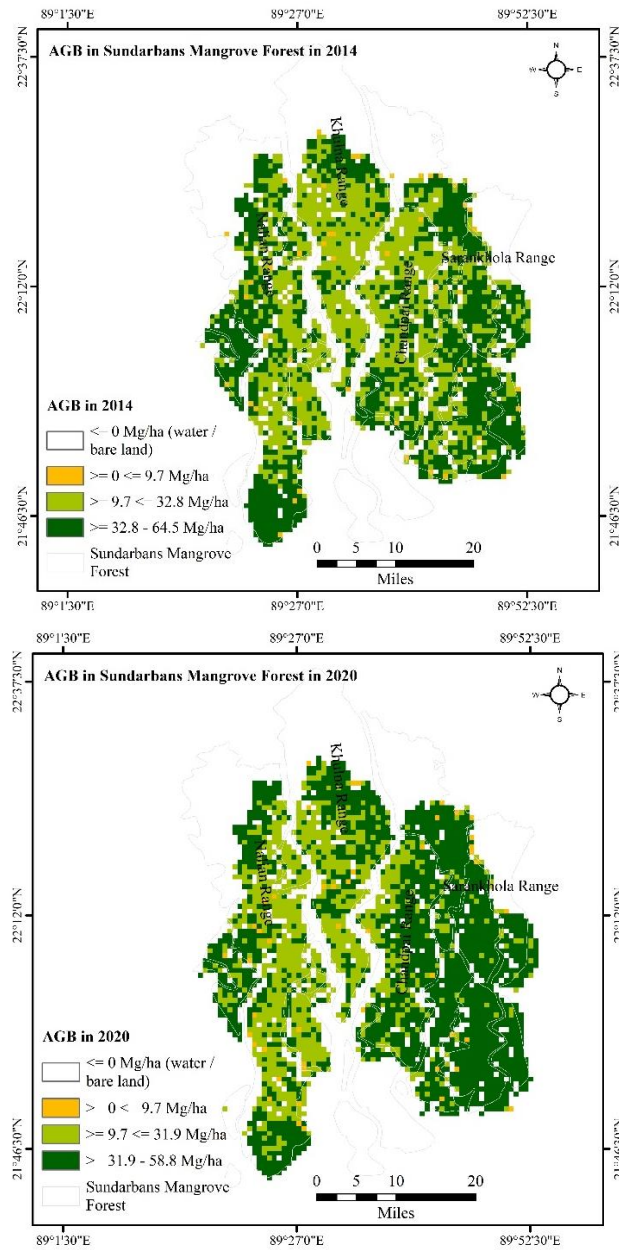 89°1'30"E 89°27'0"E 89°52'30"E
AGB in Sundarbans Mangrove Forest in 2014
N
W E
S
22°37'30"N 22°37'30"N
Khulna Range
Sarankhola Range
22°12'0"N 22°12'0"N
Chandpai Range
AGB in 2014
<= 0 Mg/ha (water /
bare land)
>= 0 <= 9.7 Mg/ha
>= 9.7 <= 32.8 Mg/ha
>= 32.8 - 64.5 Mg/ha
Sundarbans Mangrove
Forest
21°46'30"N 21°46'30"N
0 5 10 20
Miles
89°1'30"E 89°27'0"E 89°52'30"E
89°1'30"E 89°27'0"E 89°52'30"E
AGB in Sundarbans Mangrove Forest in 2020
N
W E
S
22°37'30"N 22°37'30"N
Khulna Range
Sarankhola Range
22°12'0"N 22°12'0"N
Chandpai Range
AGB in 2020
<= 0 Mg/ha (water /
bare land)
> 0 < 9.7 Mg/ha
>= 9.7 <= 31.9 Mg/ha
> 31.9 - 58.8 Mg/ha
Sundarbans Mangrove
Forest
21°46'30"N 21°46'30"N
0 5 10 20
Miles
89°1'30"E 89°27'0"E 89°52'30"E